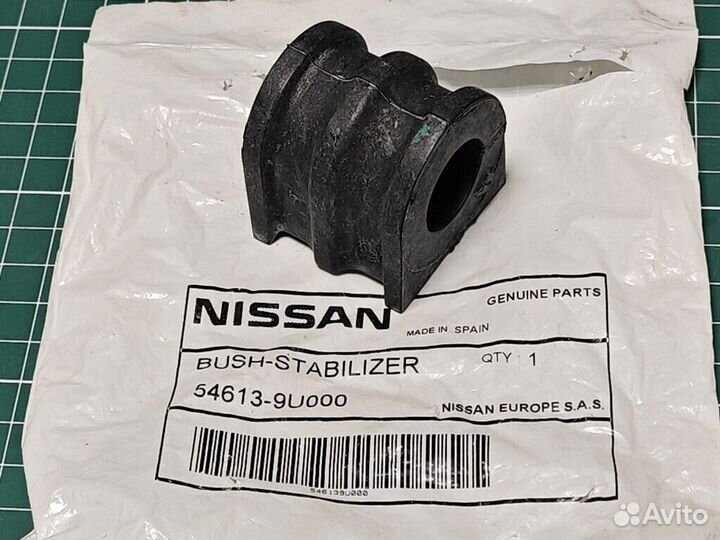 NISSAN
GENUINE PARTS
MADE IN SPAIN
BUSH-STABILIZER
QTY : 1
54613-9U000
NISSAN EUROPE S.A.S.
546139U000
Avito